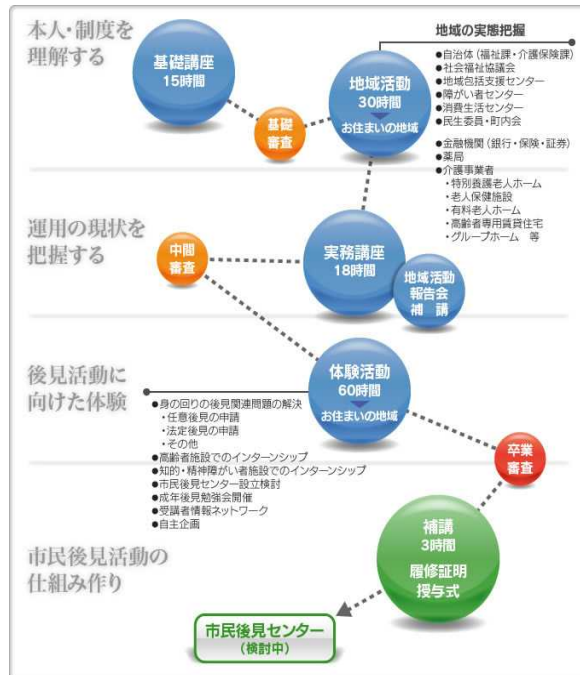 本人・制度を
理解する
基礎講座
15時間
基礎
審査
地域活動
30時間
お住まいの地域
地域の実態把握
●自治体(福祉課・介護保険課)
●社会福祉協議会
●地域包括支援センター
●障がい者センター
●消費生活センター
●民生委員・町内会
●金融機関(銀行・保険・証券)
●薬局
●介護事業者
・特別養護老人ホーム
・老人保健施設
・有料老人ホーム
・高齢者専用賃貸住宅
・グループホーム 等
運用の現状を
把握する
中間
審査
実務講座
18時間
地域活動
報告会
補 講
後見活動に
向けた体験
体験活動
60時間
お住まいの地域
●身の回りの後見関連問題の解決
・任意後見の申請
・法定後見の申請
・その他
●高齢者施設でのインターンシップ
●知的・精神障がい者施設でのインターンシップ
●市民後見センター設立検討
●成年後見勉強会開催
●受講者情報ネットワーク
●自主企画
卒業
審査
市民後見活動の
仕組み作り
補講
3時間
履修証明
授与式
市民後見センター
(検討中)